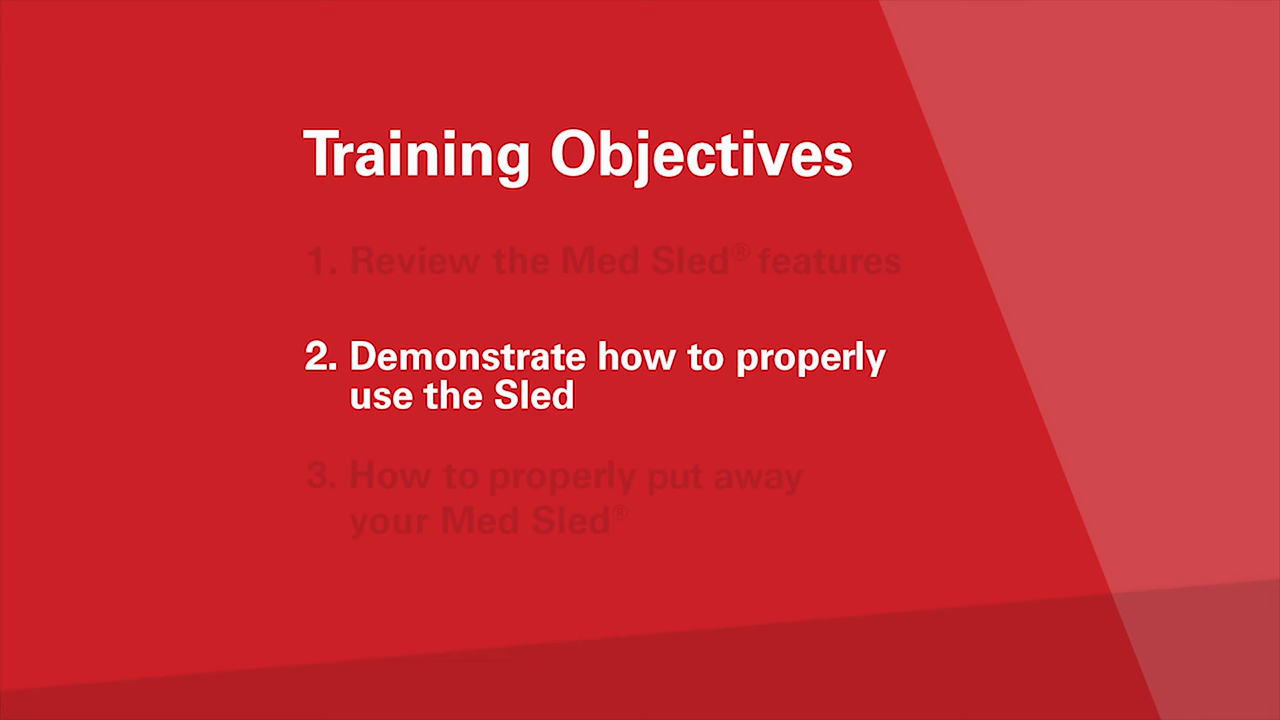 Training Objectives
1. Review the Med Sled® features
2. Demonstrate how to properly
use the Sled
3. How to properly put away
your Med Sled®